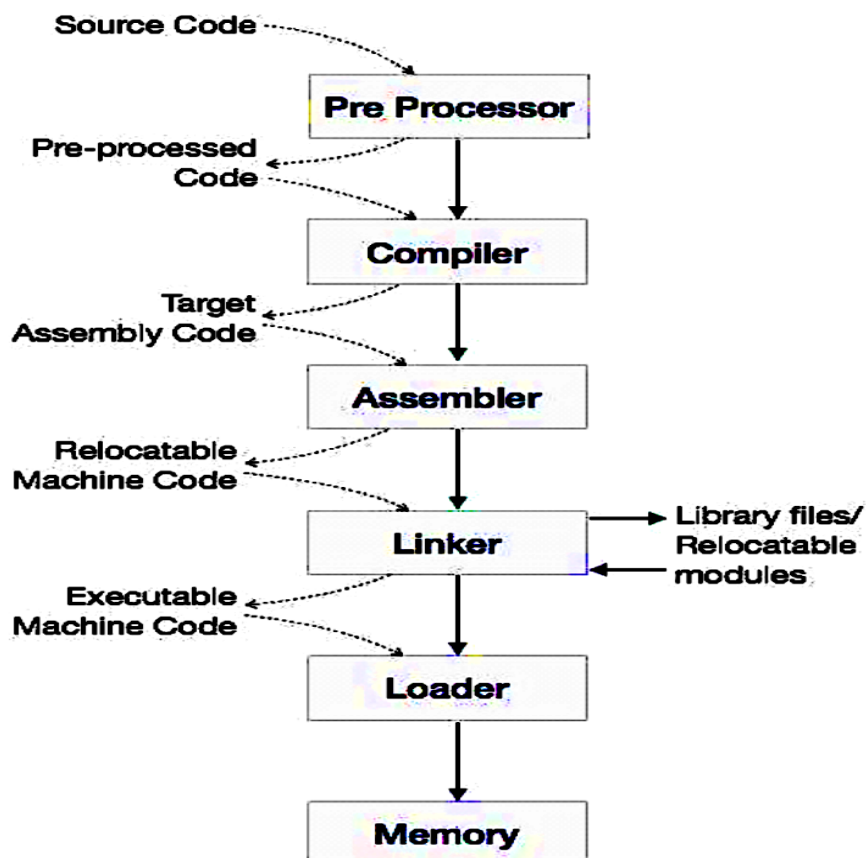 Source Code
Pre Processor
Pre-processed
Code
Compiler
Target
Assembly Code
Assembler
Relocatable
Machine Code
Linker
Library files/
Relocatable
modules
Executable
Machine Code
Loader
Memory